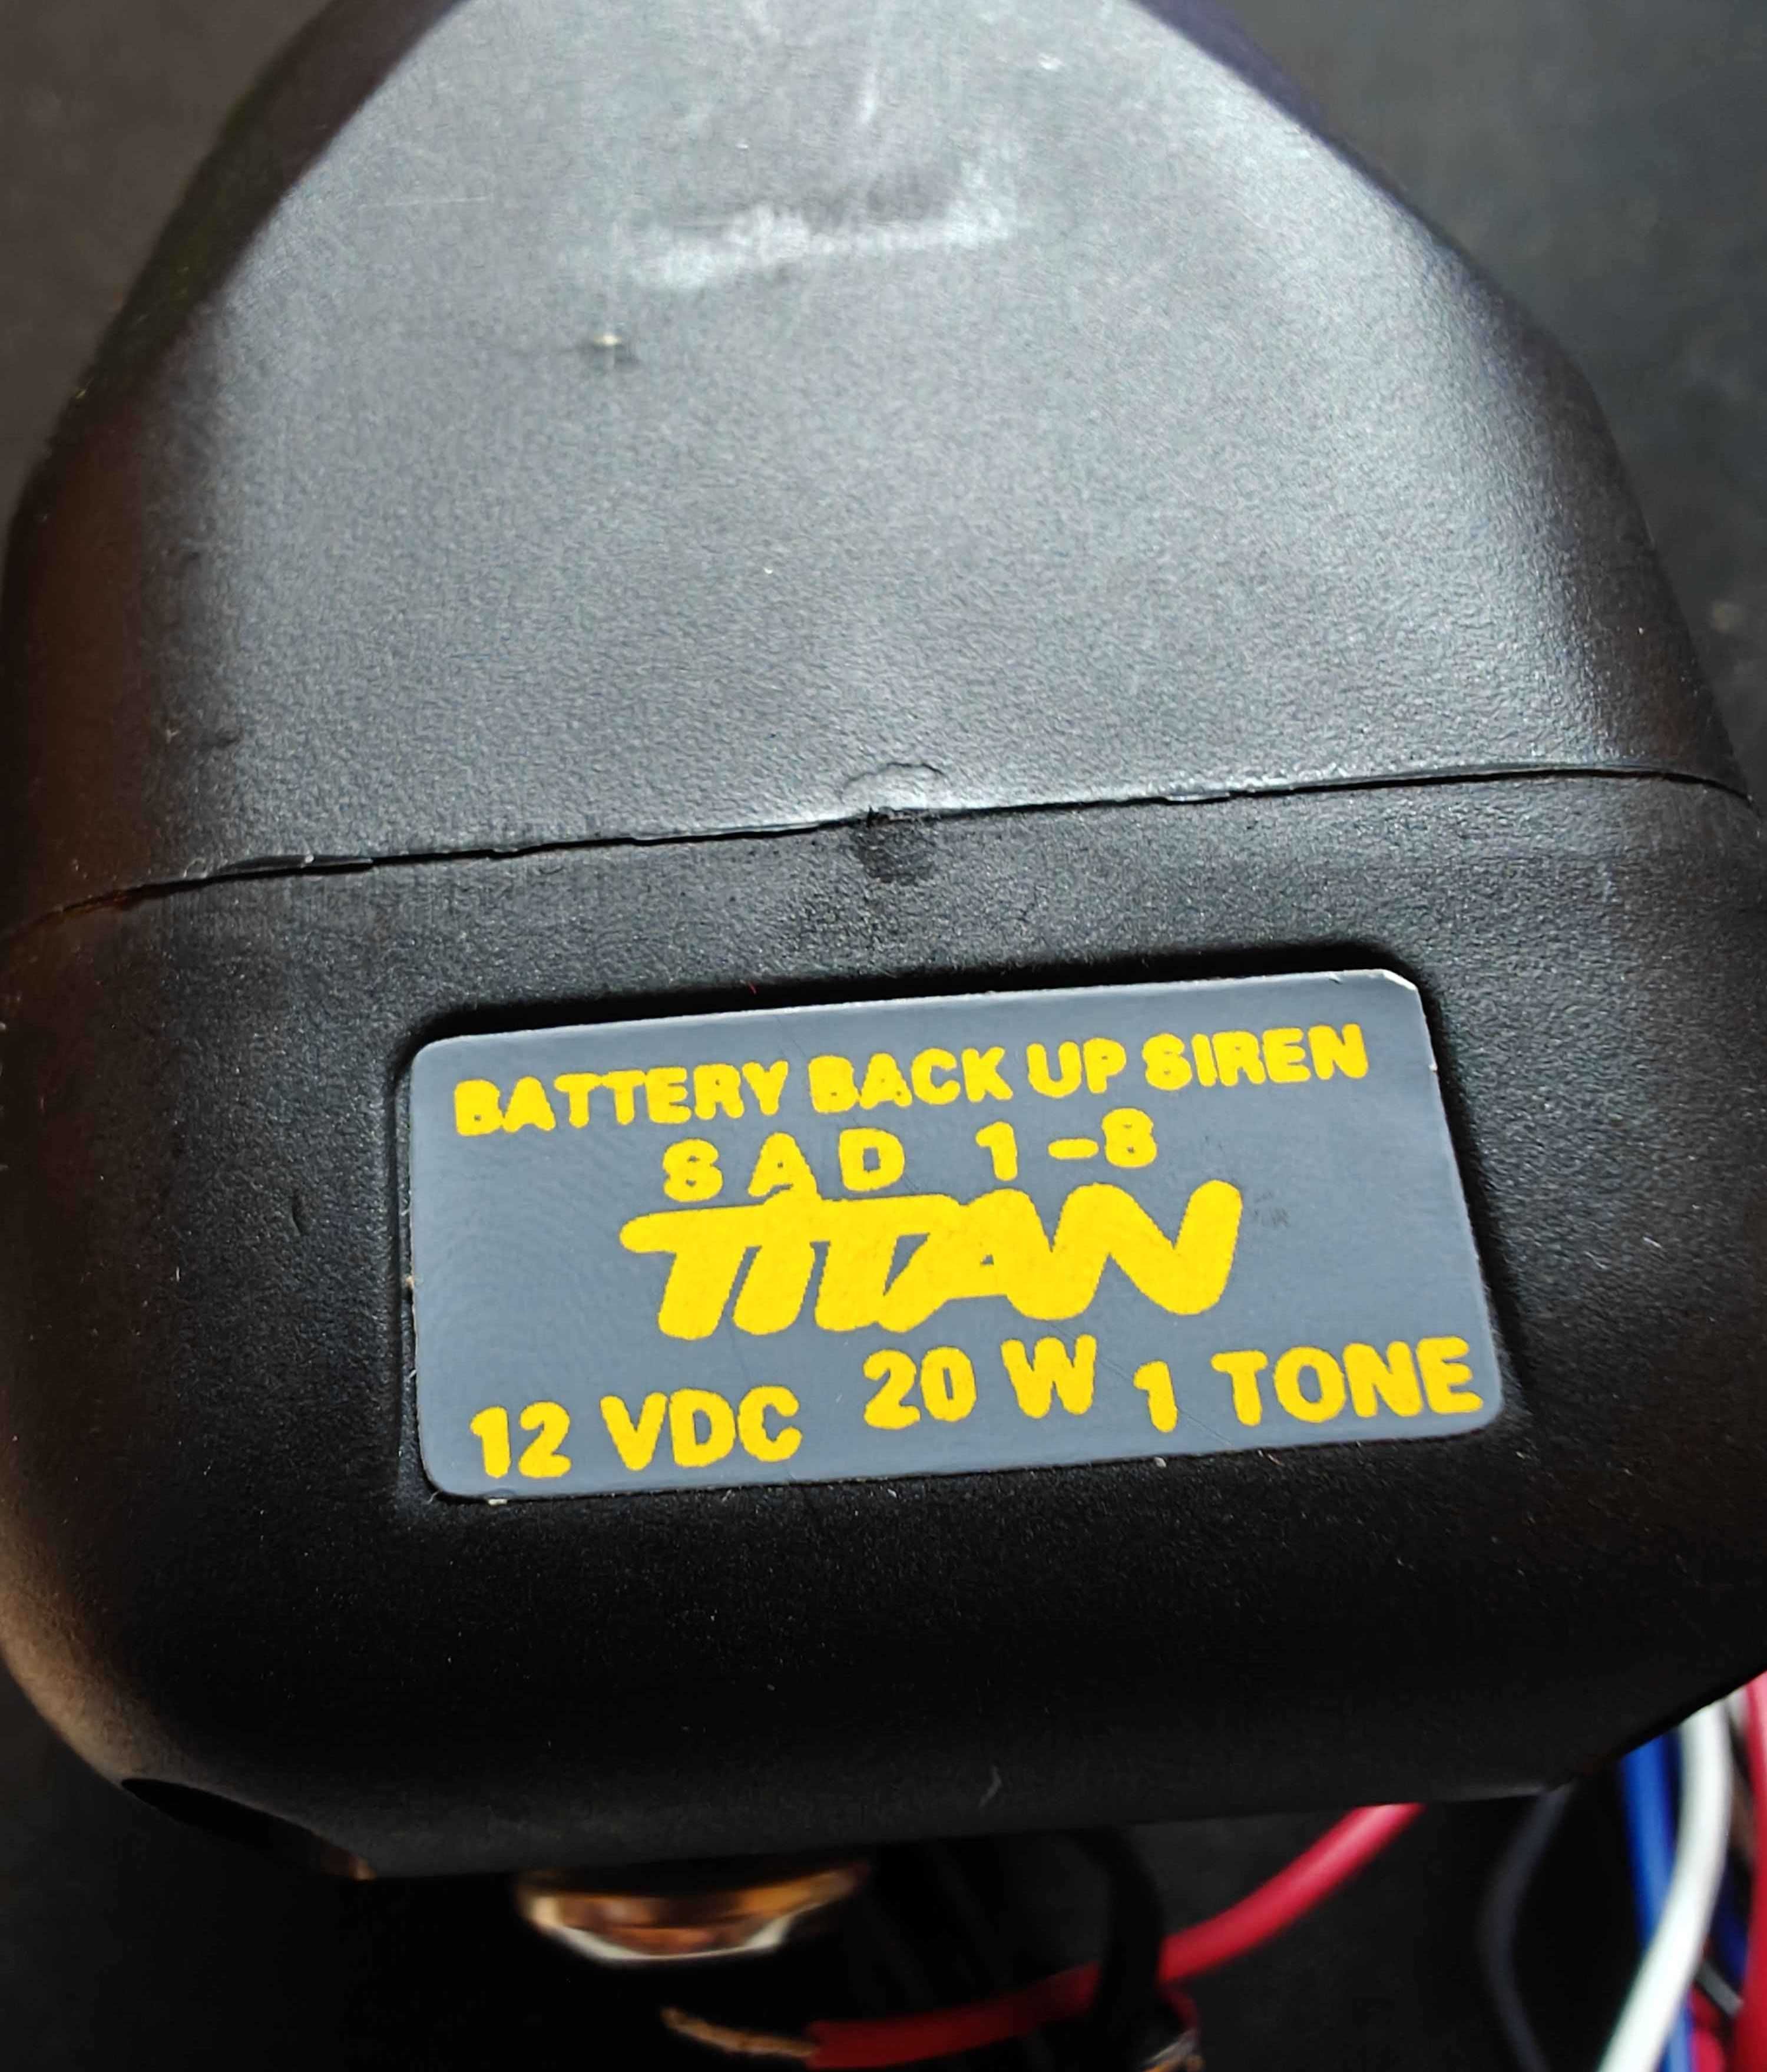 BATTERY BACK UP SIREN
SAD 1-8
TITAN
12 VDC 20 W 1 TONE